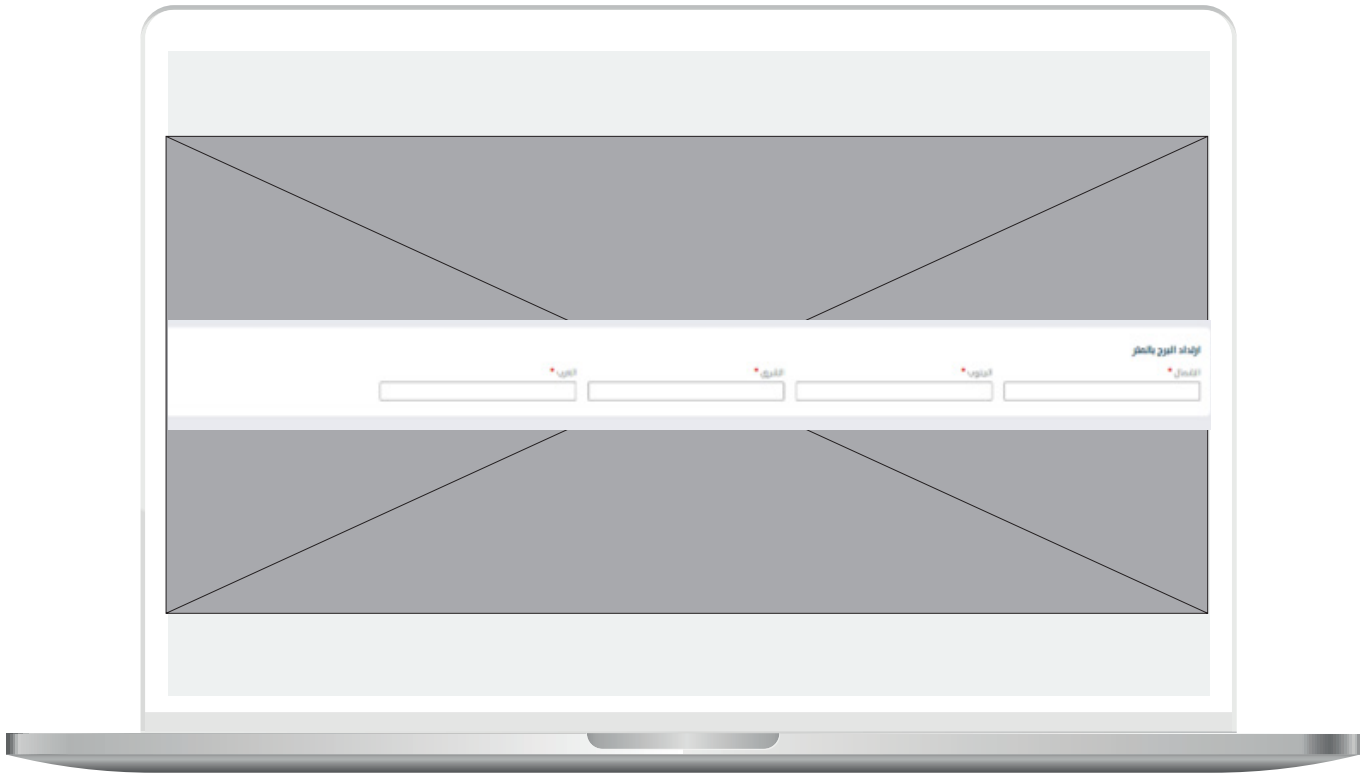 ارتداد البرج بالمتر
الشمال *
الجنوب *
الشرق *
الغرب *